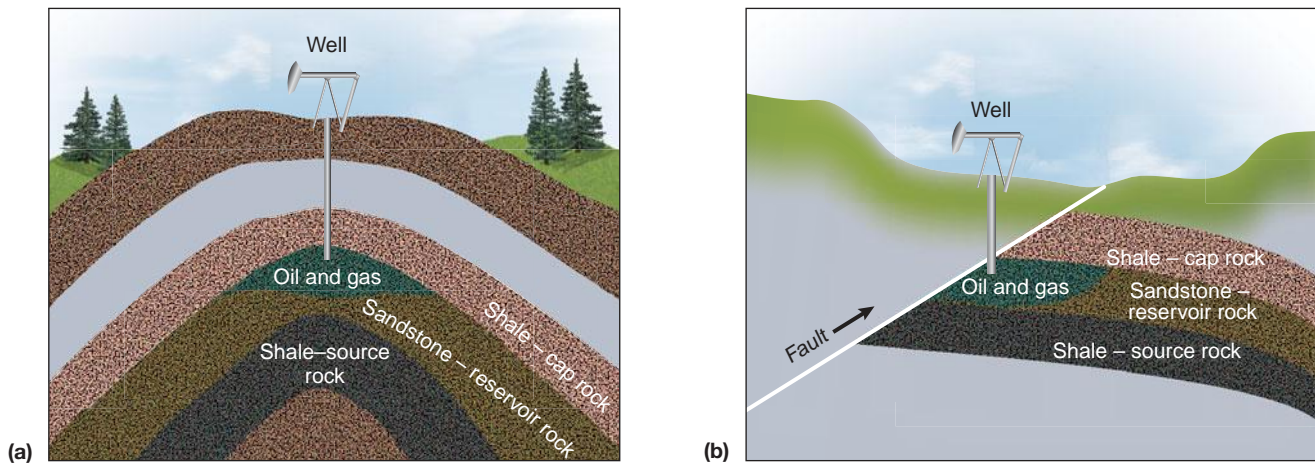 Well
Oil and gas
Shale–source
rock
Sandstone – reservoir rock
Shale – cap rock
(a)
Well
Shale – cap rock
Oil and gas
Sandstone –
reservoir rock
Shale – source rock
Fault
(b)